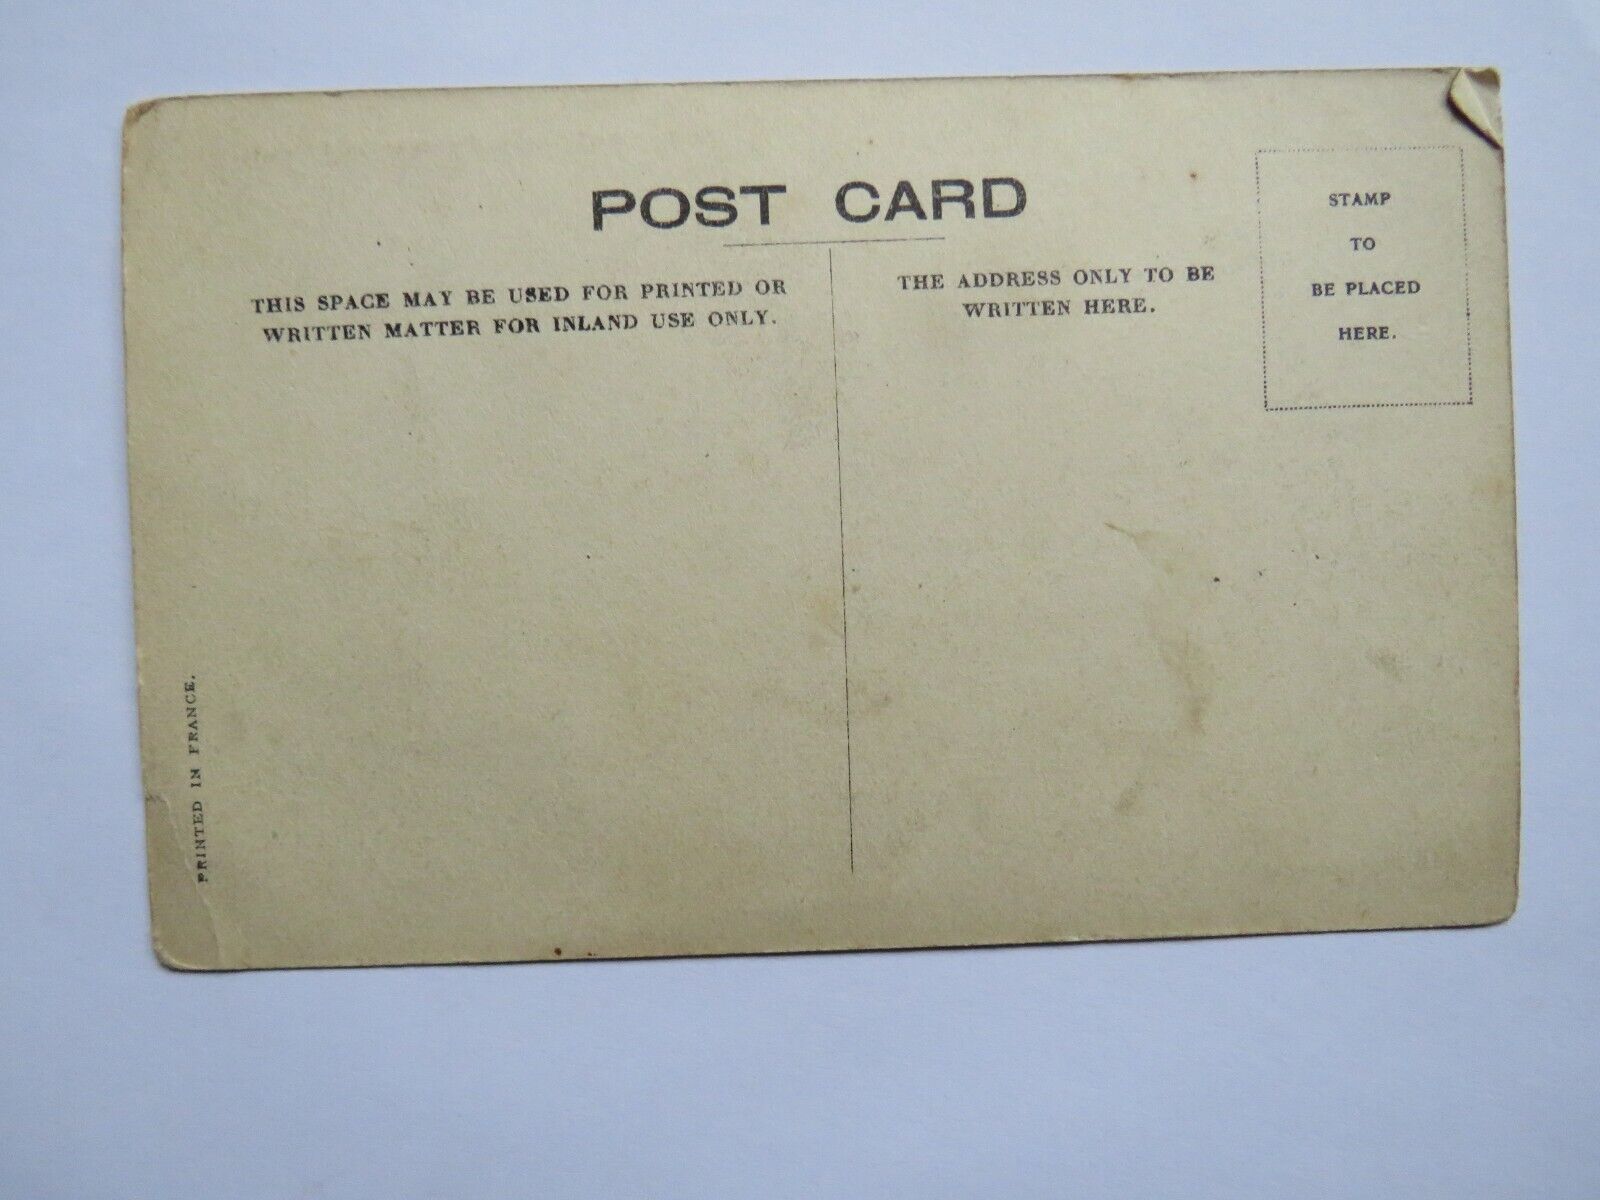 POST CARD
THIS SPACE MAY BE USED FOR PRINTED OR
WRITTEN MATTER FOR INLAND USE ONLY.
THE ADDRESS ONLY TO BE
WRITTEN HERE.
STAMP
TO
BE PLACED
HERE.
PRINTED IN FRANCE.